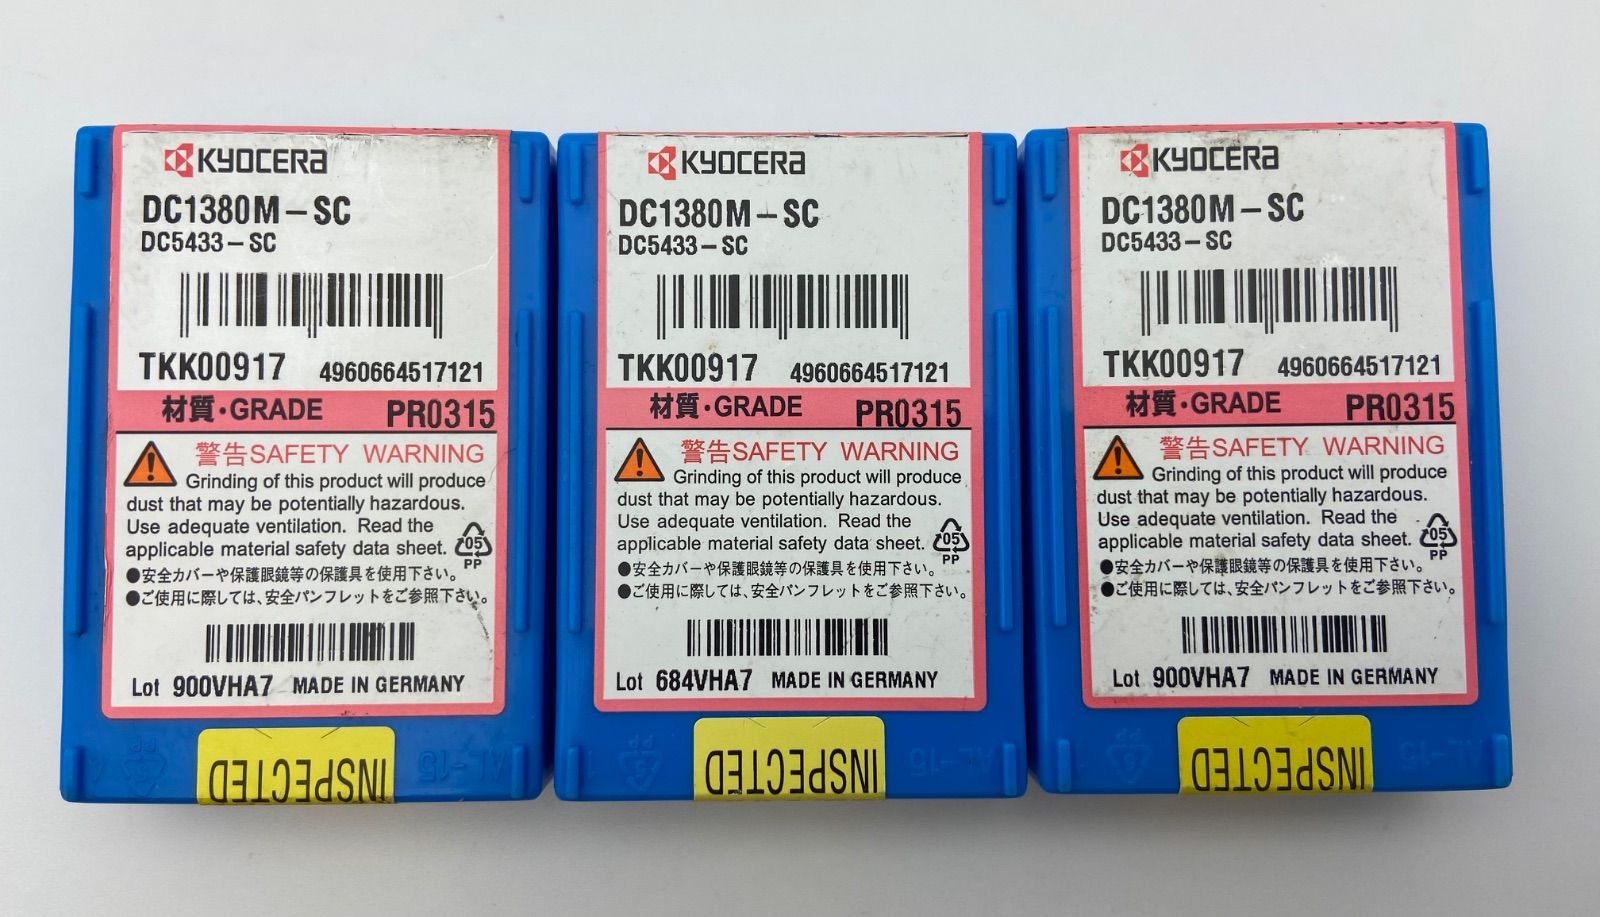 KYOCERA
DC1380M-SC
DC5433-SC
TKK00917 4960664517121
材質・GRADE PR0315
警告SAFETY WARNING
Grinding of this product will produce
dust that may be potentially hazardous.
Use adequate ventilation. Read the
applicable material safety data sheet.
05
PP
●安全カバーや保護眼鏡等の保護具を使用下さい。
●ご使用に際しては、安全パンフレットをご参照下さい。
Lot 900VHA7 MADE IN GERMANY
INSPECTED
AL-15
KYOCERA
DC1380M-SC
DC5433-SC
TKK00917 4960664517121
材質・GRADE PR0315
警告SAFETY WARNING
Grinding of this product will produce
dust that may be potentially hazardous.
Use adequate ventilation. Read the
applicable material safety data sheet.
05
PP
●安全カバーや保護眼鏡等の保護具を使用下さい。
●ご使用に際しては、安全パンフレットをご参照下さい。
Lot 684VHA7 MADE IN GERMANY
INSPECTED
AL-15
PR0315
KYOCERA
DC1380M-SC
DC5433-SC
TKK00917 4960664517121
材質・GRADE PR0315
警告SAFETY WARNING
Grinding of this product will produce
dust that may be potentially hazardous.
Use adequate ventilation. Read the
applicable material safety data sheet.
05
PP
●安全カバーや保護眼鏡等の保護具を使用下さい。
●ご使用に際しては、安全パンフレットをご参照下さい。
Lot 900VHA7 MADE IN GERMANY
INSPECTED
AL-15